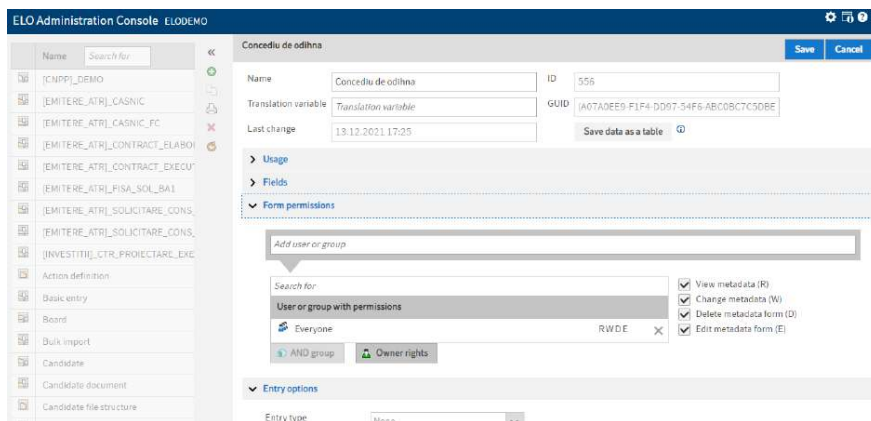 ELO Administration Console ELODEMO
Name Search for
[CNPP]_DEMO
[EMITERE_ATR]_CASNIC
[EMITERE_ATR]_CASNIC_FC
[EMITERE_ATR]_CONTRACT_ELABO
[EMITERE_ATR]_CONTRACT_EXECU
[EMITERE_ATR]_FISA_SOL_BA1
[EMITERE_ATR]_SOLICITARE_CONS_
[EMITERE_ATR]_SOLICITARE_CONS_
[INVESTITII]_CTR_PROIECTARE_EXE
Action definition
Basic entry
Board
Bulk import
Candidate
Candidate document
Candidate file structure
Concediu de odihna
Save Cancel
Name Concediu de odihna ID 556
Translation variable Translation variable GUID (A07A0EE9-F1F4-DD97-54F6-ABC0BC7C5DBE
Last change 13.12.2021 17:25 Save data as a table
Usage
Fields
Form permissions
Add user or group
Search for
User or group with permissions
Everyone RWDE
AND group Owner rights
View metadata (R)
Change metadata (W)
Delete metadata form (D)
Edit metadata form (E)
Entry options
Entry type None